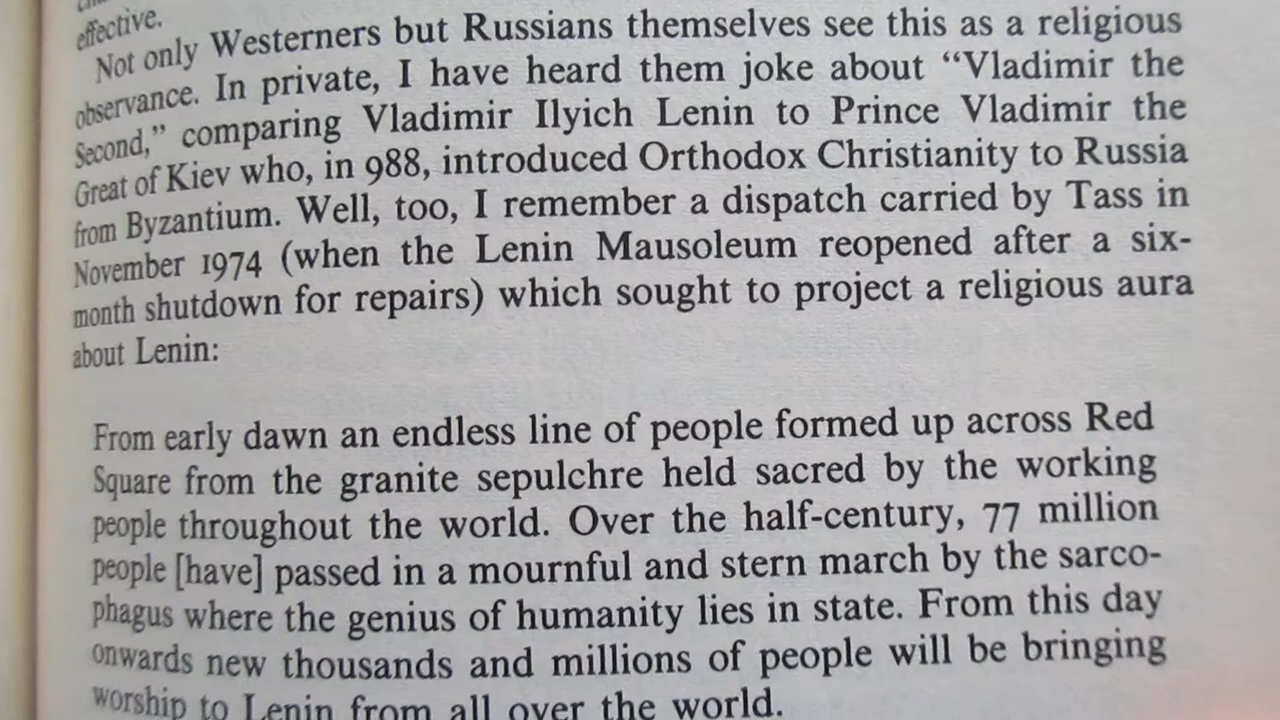 effective.
Not only Westerners but Russians themselves see this as a religious
observance. In private, I have heard them joke about “Vladimir the
Second,” comparing Vladimir Ilyich Lenin to Prince Vladimir the
Great of Kiev who, in 988, introduced Orthodox Christianity to Russia
from Byzantium. Well, too, I remember a dispatch carried by Tass in
November 1974 (when the Lenin Mausoleum reopened after a six-
month shutdown for repairs) which sought to project a religious aura
about Lenin:
From early dawn an endless line of people formed up across Red
Square from the granite sepulchre held sacred by the working
people throughout the world. Over the half-century, 77 million
people [have] passed in a mournful and stern march by the sarco-
phagus where the genius of humanity lies in state. From this day
onwards new thousands and millions of people will be bringing
worship to Lenin from all over the world.